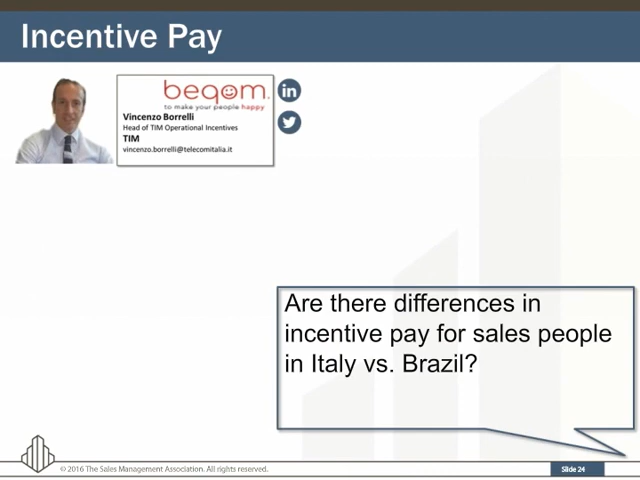 Incentive Pay
beqom.
to make your people happy
Vincenzo Borrelli
Head of TIM Operational Incentives
TIM
vincenzo.borrelli@telecomitalia.it
in
Are there differences in
incentive pay for sales people
in Italy vs. Brazil?
© 2016 The Sales Management Association. All rights reserved.
Slide 24